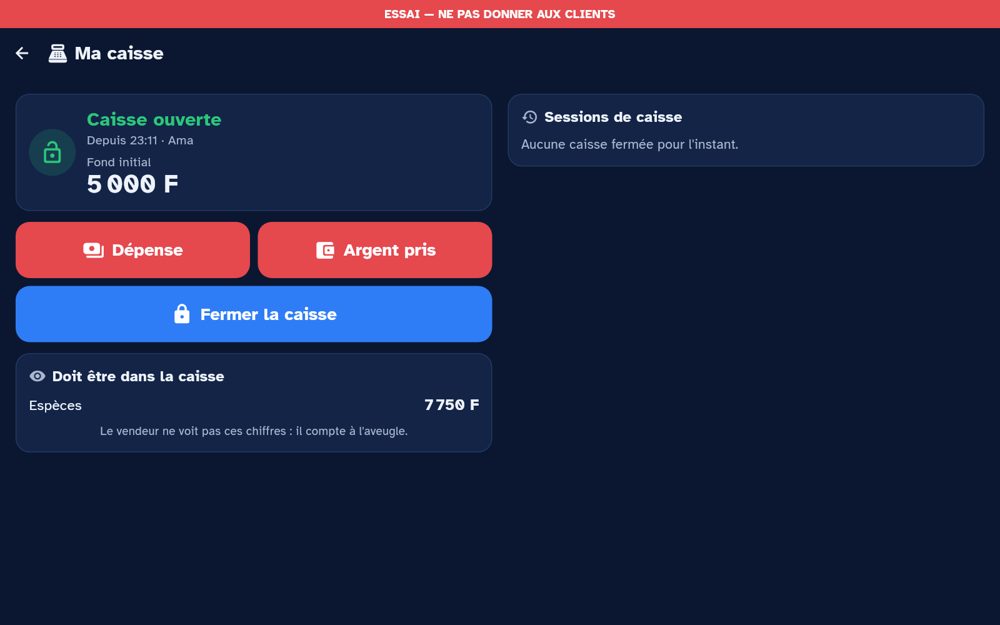 ESSAI — NE PAS DONNER AUX CLIENTS
Ma caisse
Caisse ouverte
Depuis 23:11 · Ama
Fond initial
5 000 F
Dépense
Argent pris
Fermer la caisse
Doit être dans la caisse
Espèces 7 750 F
Le vendeur ne voit pas ces chiffres : il compte à l'aveugle.
Sessions de caisse
Aucune caisse fermée pour l'instant.